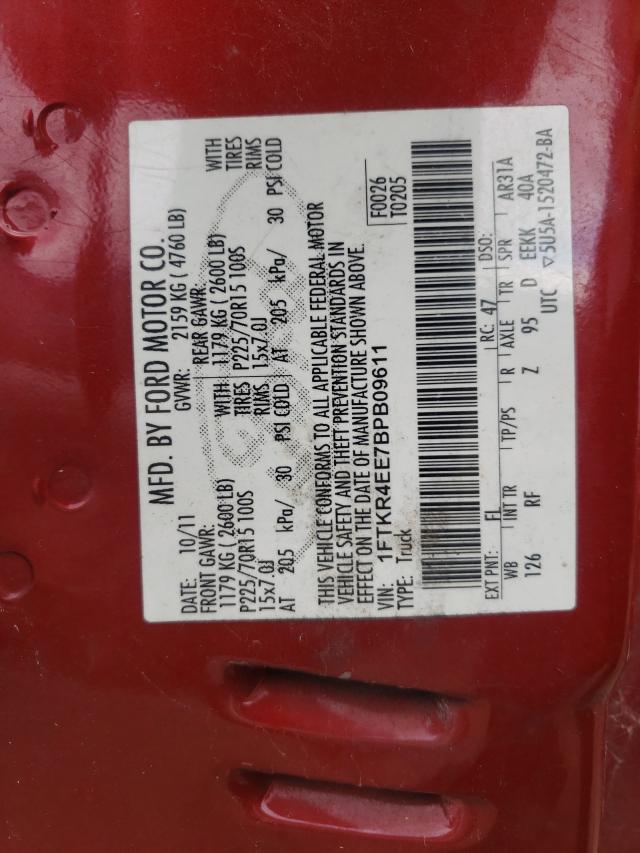 MFD. BY FORD MOTOR CO.
DATE: 10/11 GVWR: 2159 KG ( 4760 LB)
FRONT GAWR: REAR GAWR:
1179 KG ( 2600 LB) WITH 1179 KG ( 2600 LB) WITH
P225/70R15 100S TIRES P225/70R15 100S TIRES
15x7.0J RIMS 15x7.0J RIMS
AT 205 kPa/ 30 PSI COLD AT 205 kPa/ 30 PSI COLD
THIS VEHICLE CONFORMS TO ALL APPLICABLE FEDERAL MOTOR
VEHICLE SAFETY AND THEFT PREVENTION STANDARDS IN
EFFECT ON THE DATE OF MANUFACTURE SHOWN ABOVE.
VIN: 1FTKR4EE7BPB09611 F0026
TYPE: Truck T0205
EXT PNT: FL RC: 47 DSO:
WB INT TR TP/PS R AXLE TR SPR AR31A
126 RF Z 95 D EEKK 40A
UTC ▽5U5A-1520472-BA